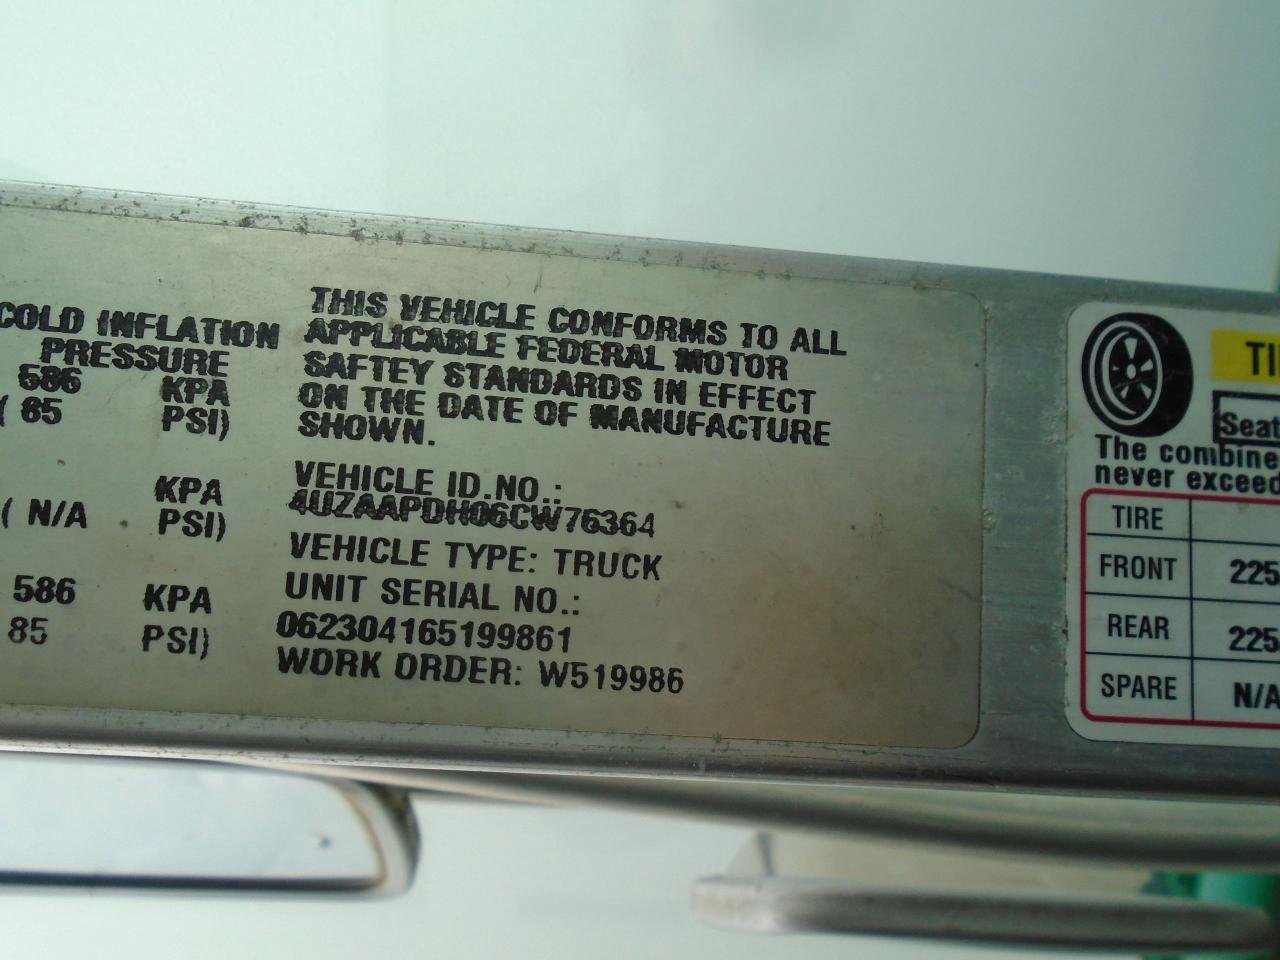 COLD INFLATION
PRESSURE
586 KPA
( 85 PSI)
KPA
( N/A PSI)
586 KPA
85 PSI)
THIS VEHICLE CONFORMS TO ALL
APPLICABLE FEDERAL MOTOR
SAFTEY STANDARDS IN EFFECT
ON THE DATE OF MANUFACTURE
SHOWN.
VEHICLE ID.NO.:
4UZAAPDH06CW76364
VEHICLE TYPE: TRUCK
UNIT SERIAL NO.:
062304165199861
WORK ORDER: W519986
TI
Seat
The combine
never exceed
TIRE
FRONT 225
REAR 225
SPARE N/A